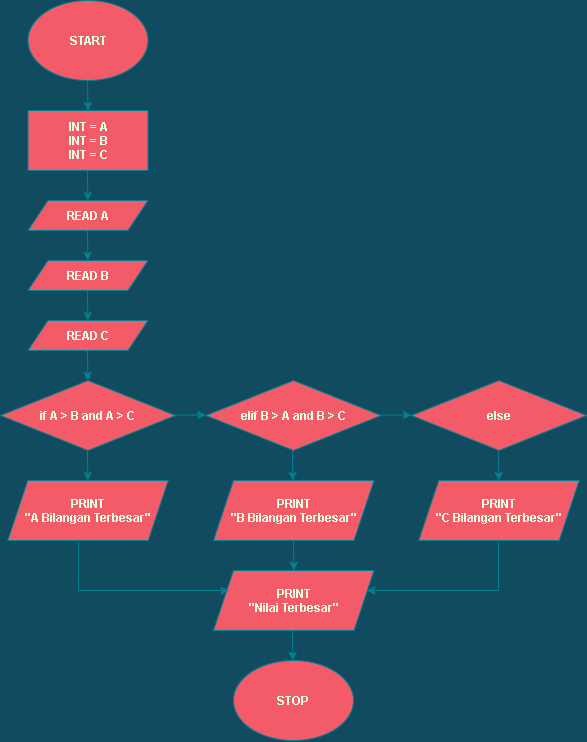 START
INT = A
INT = B
INT = C
READ A
READ B
READ C
if A > B and A > C
elif B > A and B > C
else
PRINT
"A Bilangan Terbesar"
PRINT
"B Bilangan Terbesar"
PRINT
"C Bilangan Terbesar"
PRINT
"Nilai Terbesar"
STOP